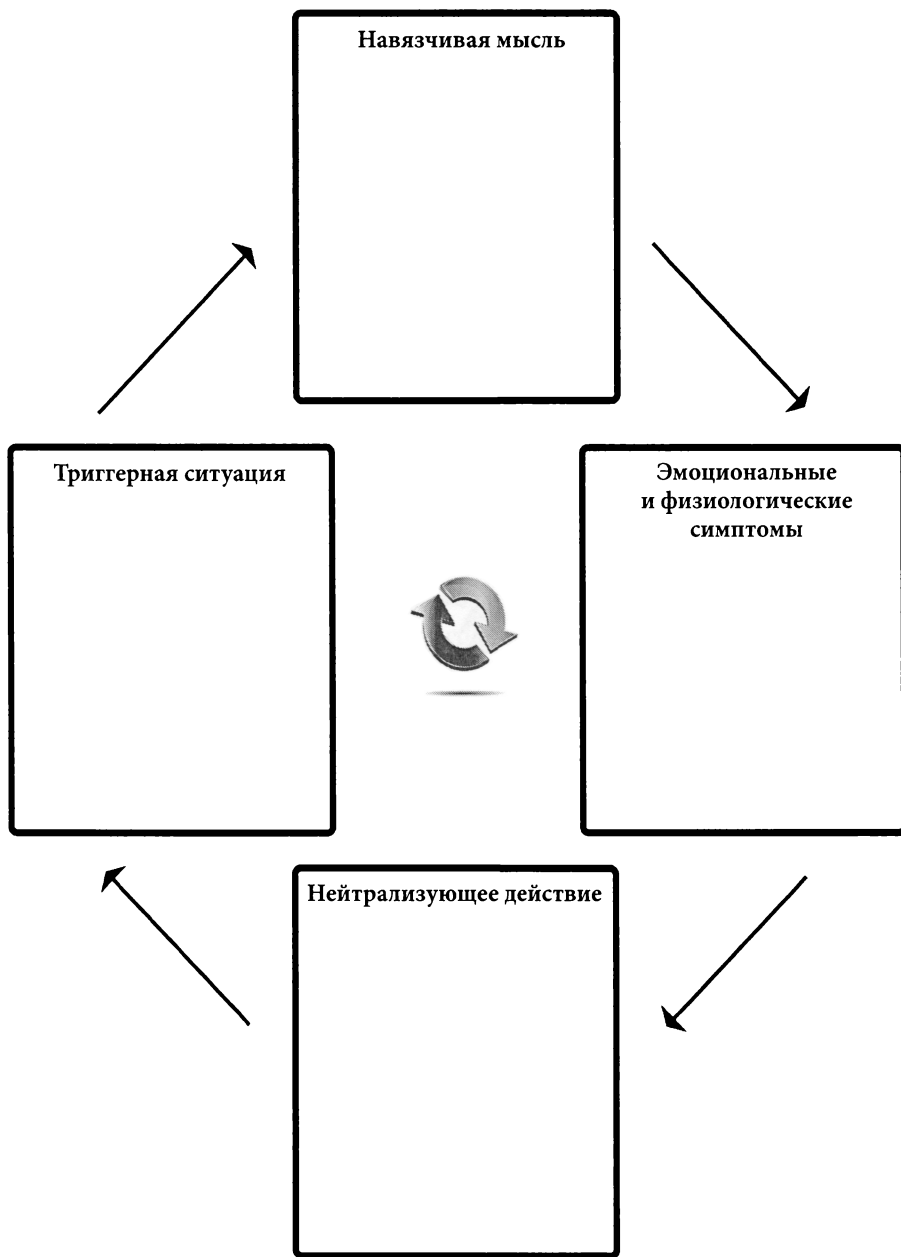 Навязчивая мысль
Триггерная ситуация
Эмоциональные
и физиологические
симптомы
Нейтрализующее действие